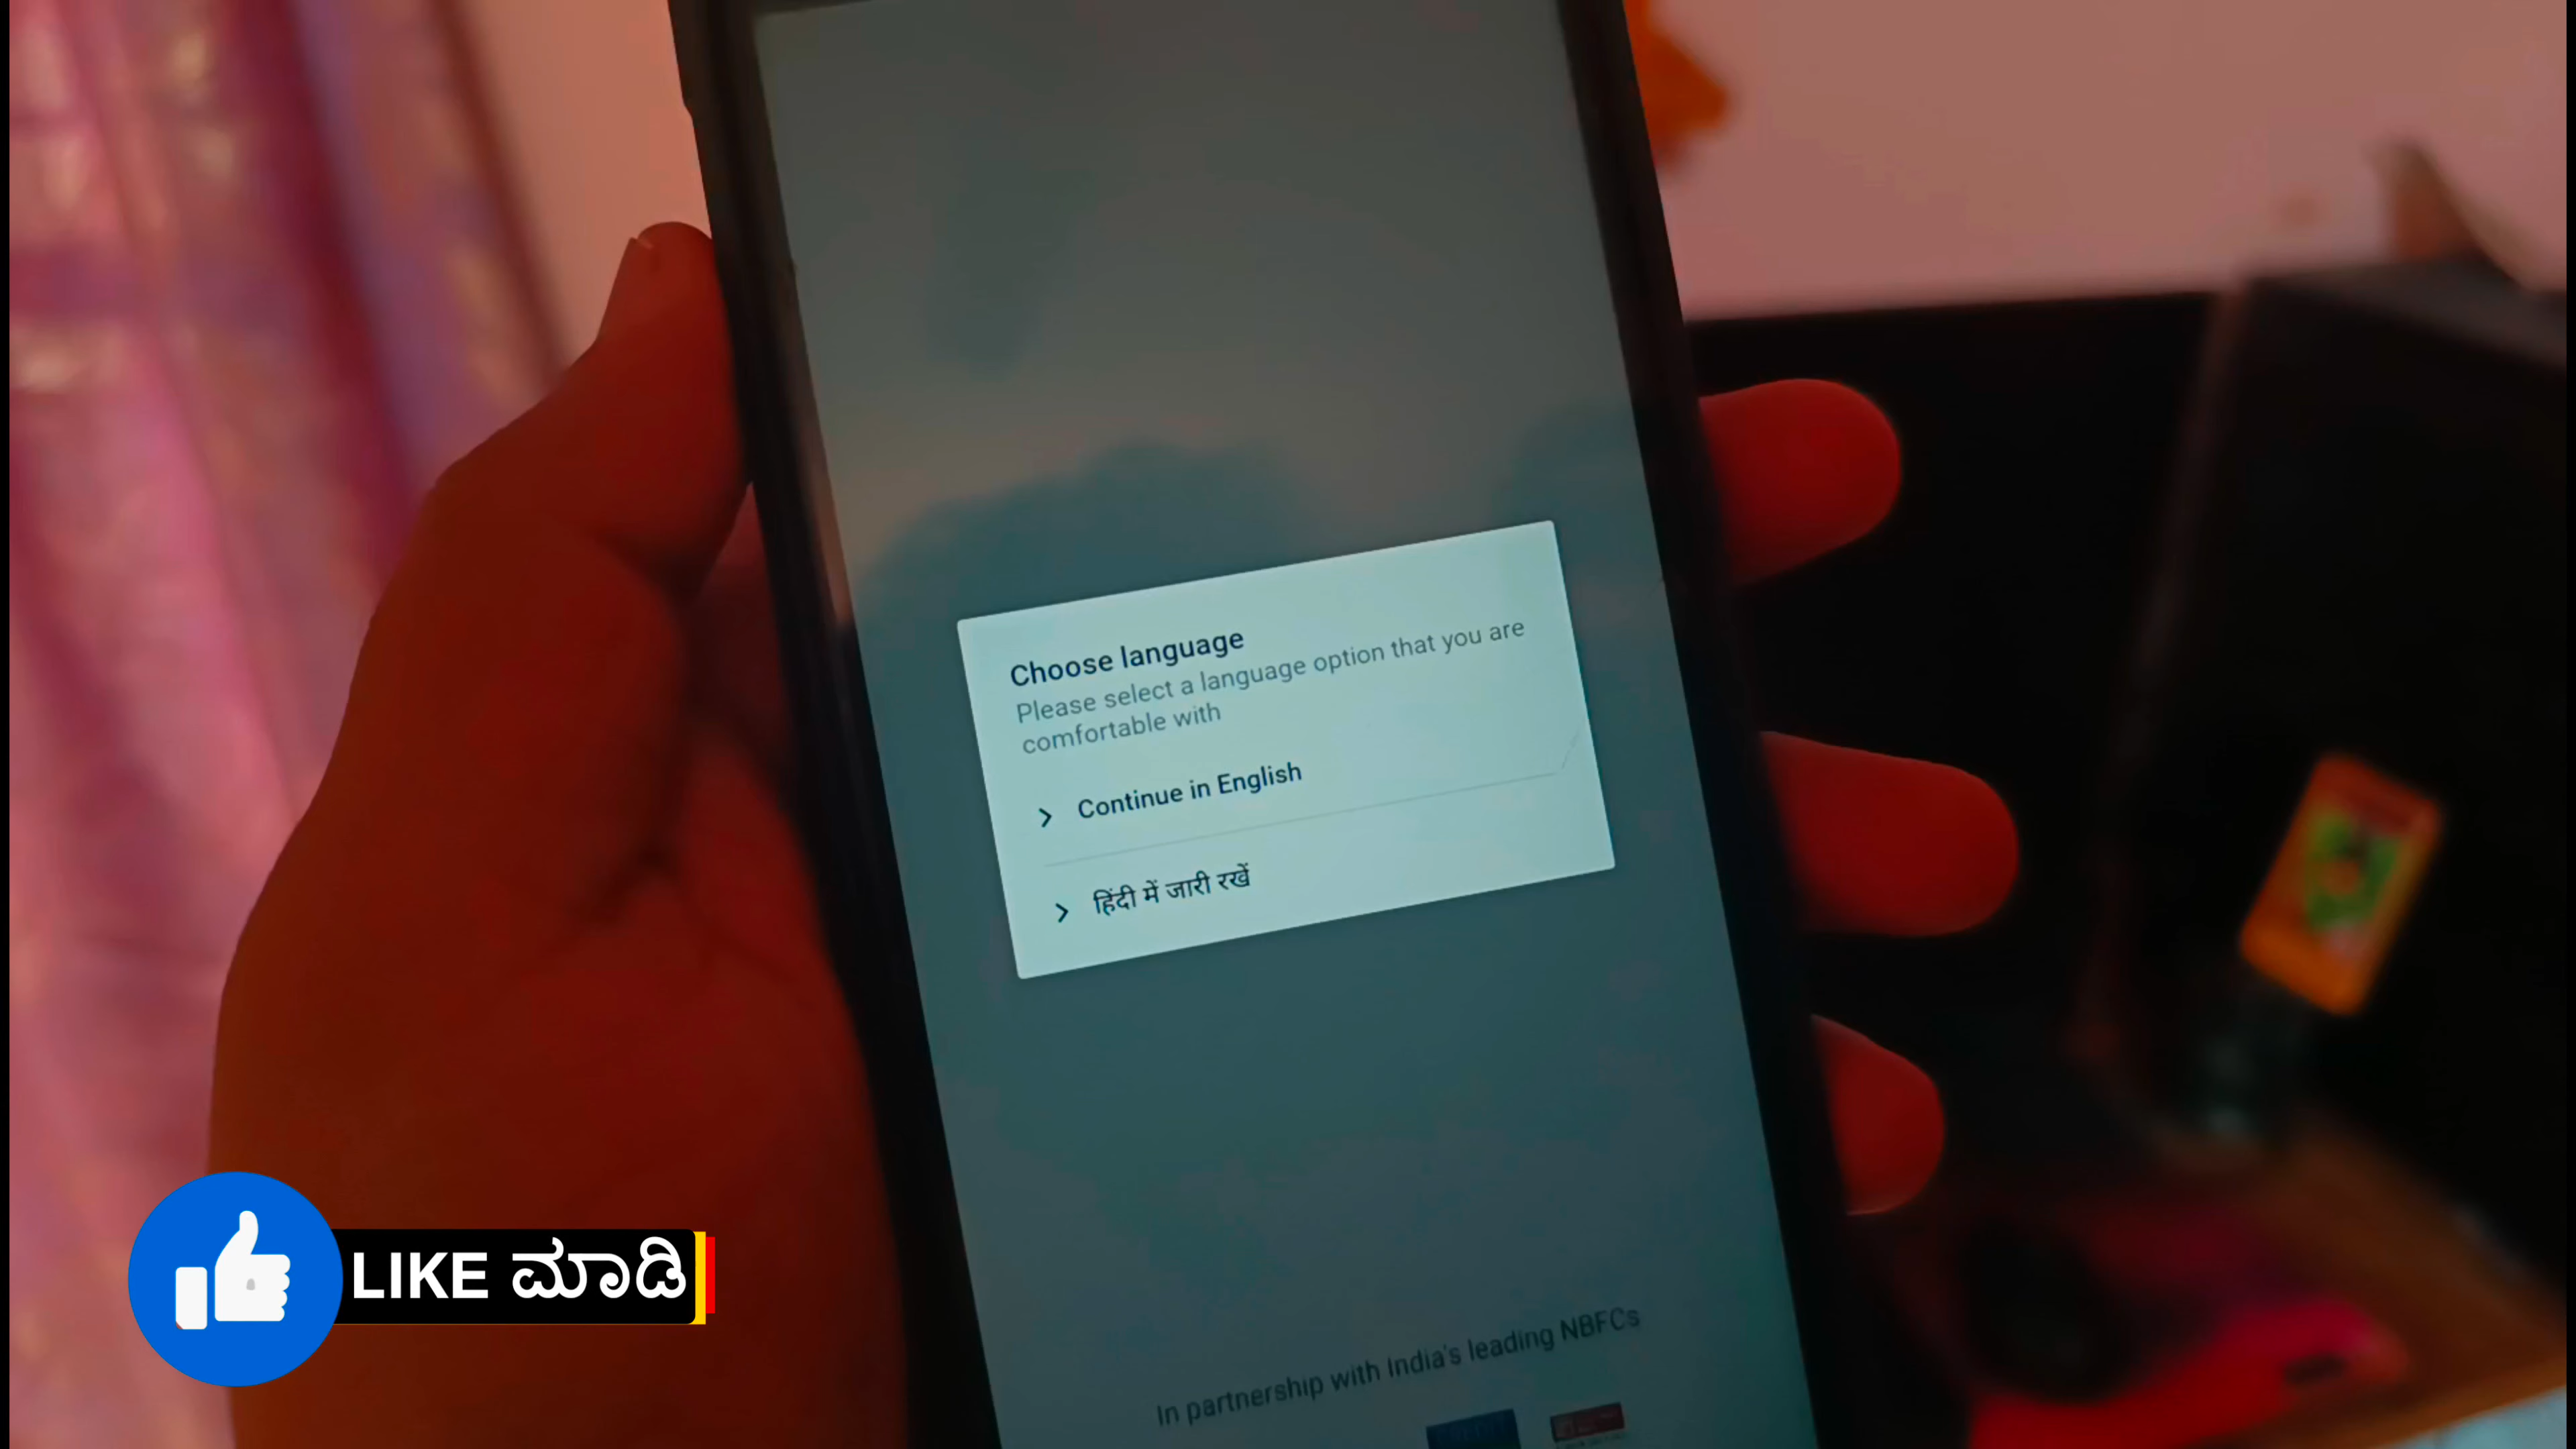 Choose language
Please select a language option that you are
comfortable with
Continue in English
हिंदी में जारी रखें
In partnership with India's leading NBFCs
LIKE ಮಾಡಿ